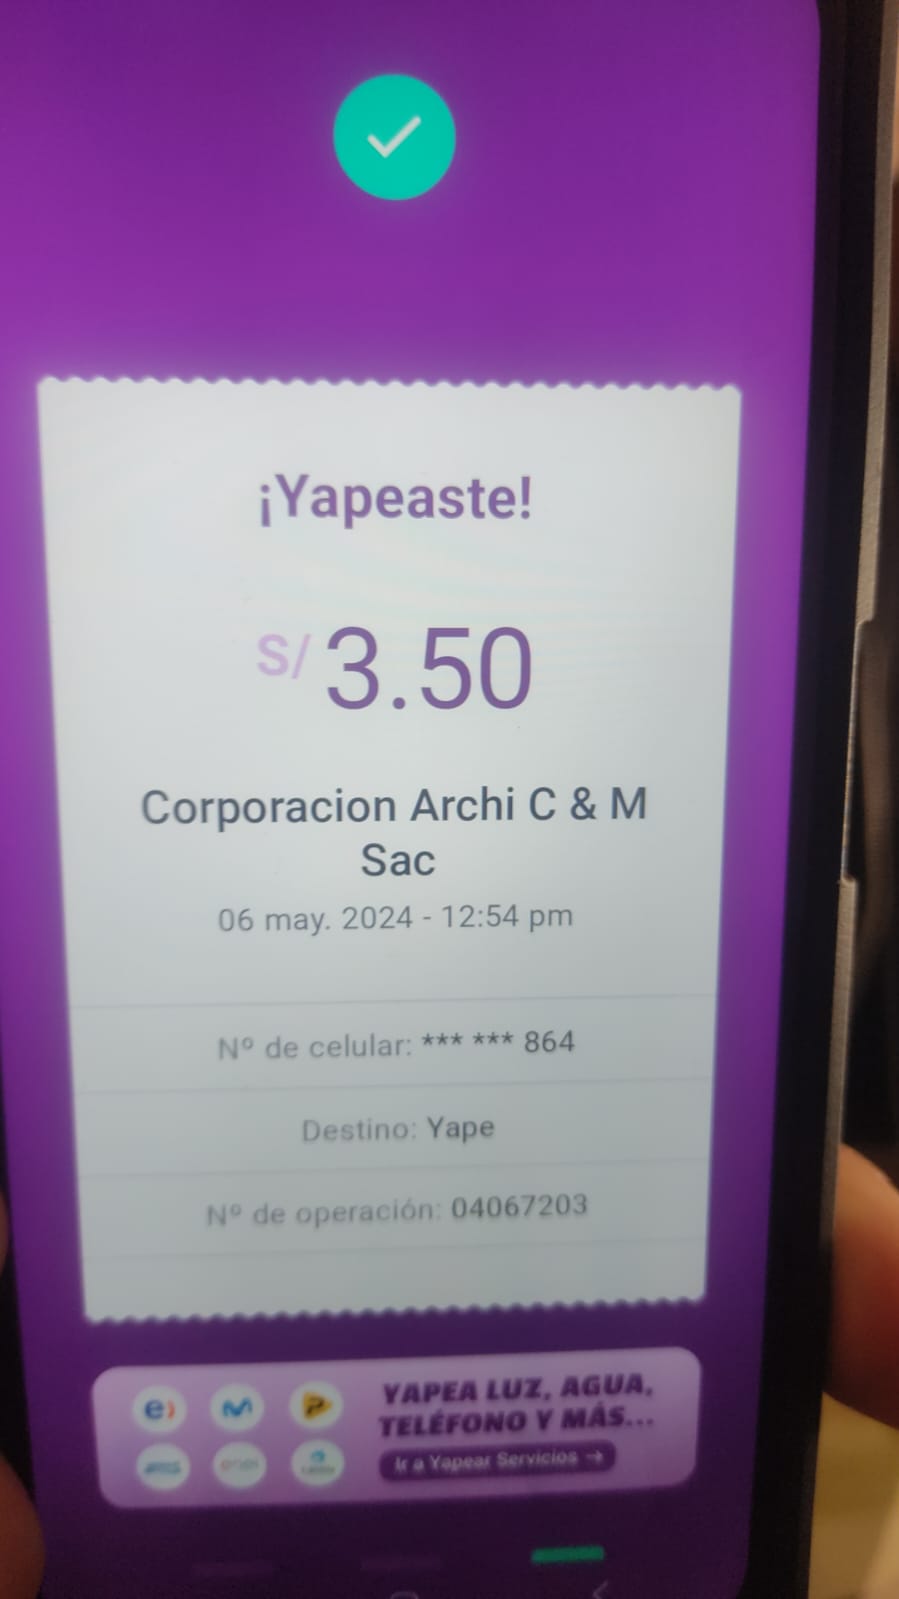 ¡Yapeaste!
S/ 3.50
Corporacion Archi C & M
Sac
06 may. 2024 - 12:54 pm
Nº de celular: *** *** 864
Destino: Yape
Nº de operación: 04067203
e)
YAPEA LUZ, AGUA,
TELÉFONO Y MÁS...
Ir a Yapear Servicios →